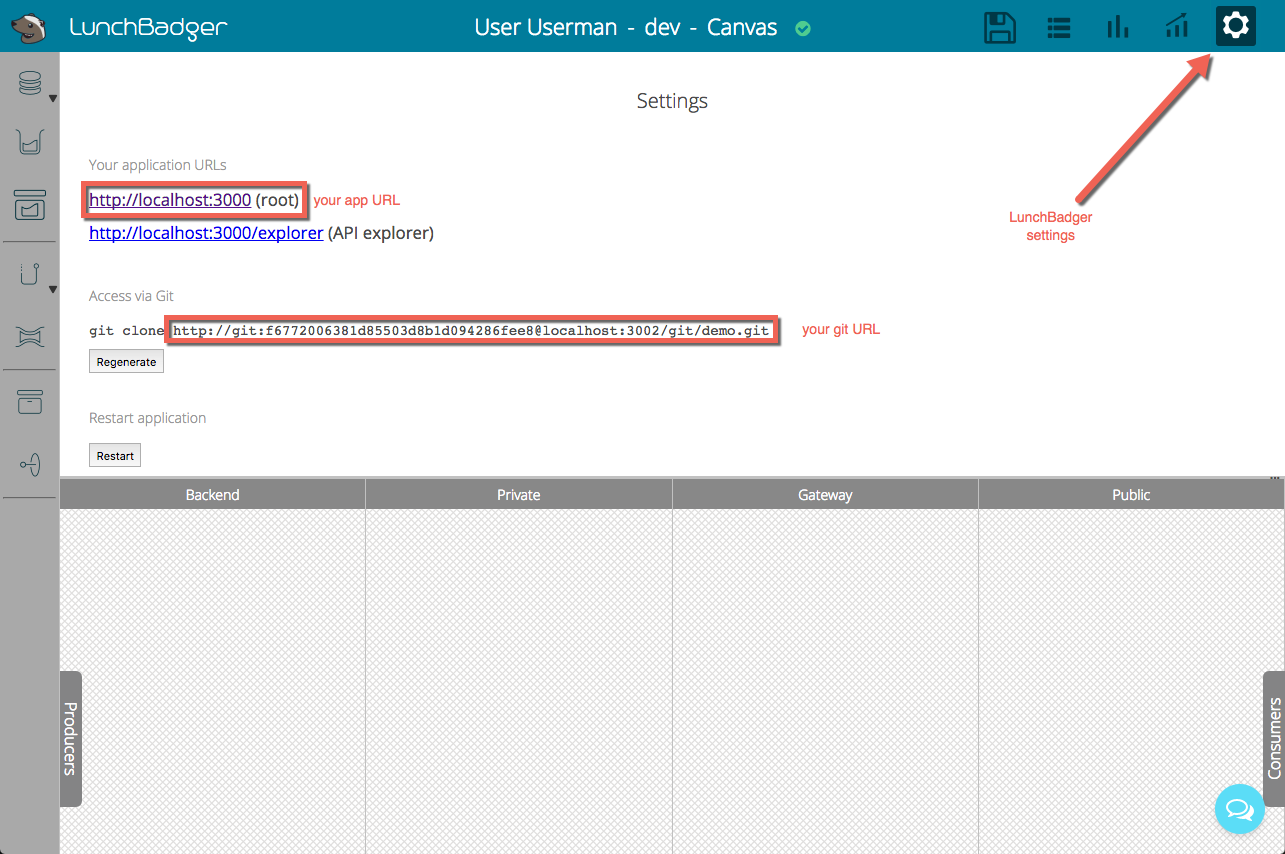 LunchBadger
User Userman - dev - Canvas
Settings
Your application URLs
http://localhost:3000 (root)
your app URL
http://localhost:3000/explorer (API explorer)
LunchBadger
settings
Access via Git
git clone http://git:f6772006381d85503d8b1d094286fee8@localhost:3002/git/demo.git
your git URL
Regenerate
Restart application
Restart
Backend
Private
Gateway
Public
Producers
Consumers